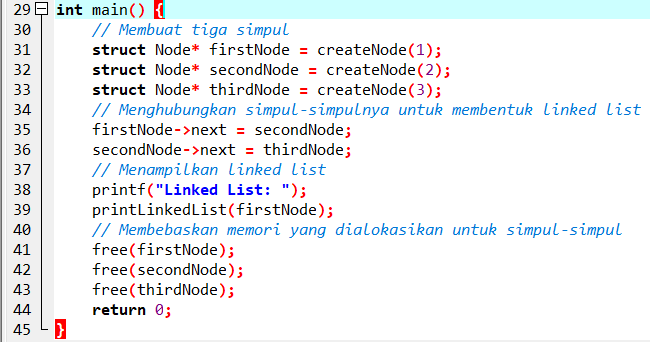 29 int main() {
30 // Membuat tiga simpul
31 struct Node* firstNode = createNode(1);
32 struct Node* secondNode = createNode(2);
33 struct Node* thirdNode = createNode(3);
34 // Menghubungkan simpul-simpulnya untuk membentuk linked list
35 firstNode->next = secondNode;
36 secondNode->next = thirdNode;
37 // Menampilkan linked list
38 printf("Linked List: ");
39 printLinkedList(firstNode);
40 // Membebaskan memori yang dialokasikan untuk simpul-simpul
41 free(firstNode);
42 free(secondNode);
43 free(thirdNode);
44 return 0;
45 }